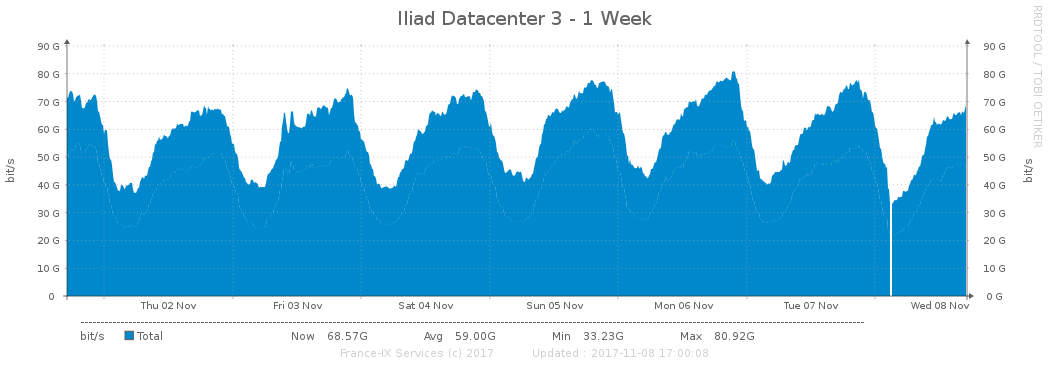 Iliad Datacenter 3 - 1 Week
RRDTOOL / TOBI OETIKER
90 G 90 G
80 G 80 G
70 G 70 G
60 G 60 G
50 G 50 G
40 G 40 G
30 G 30 G
20 G 20 G
10 G 10 G
0 0 G
bit/s bit/s
Thu 02 Nov Fri 03 Nov Sat 04 Nov Sun 05 Nov Mon 06 Nov Tue 07 Nov Wed 08 Nov
bit/s Total Now 68.57G Avg 59.00G Min 33.23G Max 80.92G
France-IX Services (c) 2017 Updated : 2017-11-08 17:00:08